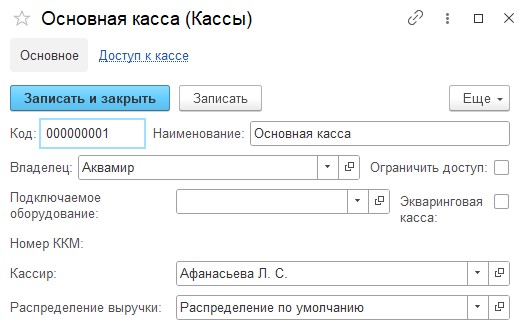 Основная касса (Кассы)
Основное Доступ к кассе
Записать и закрыть Записать Еще
Код: 000000001 Наименование: Основная касса
Владелец: Аквамир Ограничить доступ:
Подключаемое оборудование: Экваринговая касса:
Номер ККМ:
Кассир: Афанасьева Л. С.
Распределение выручки: Распределение по умолчанию